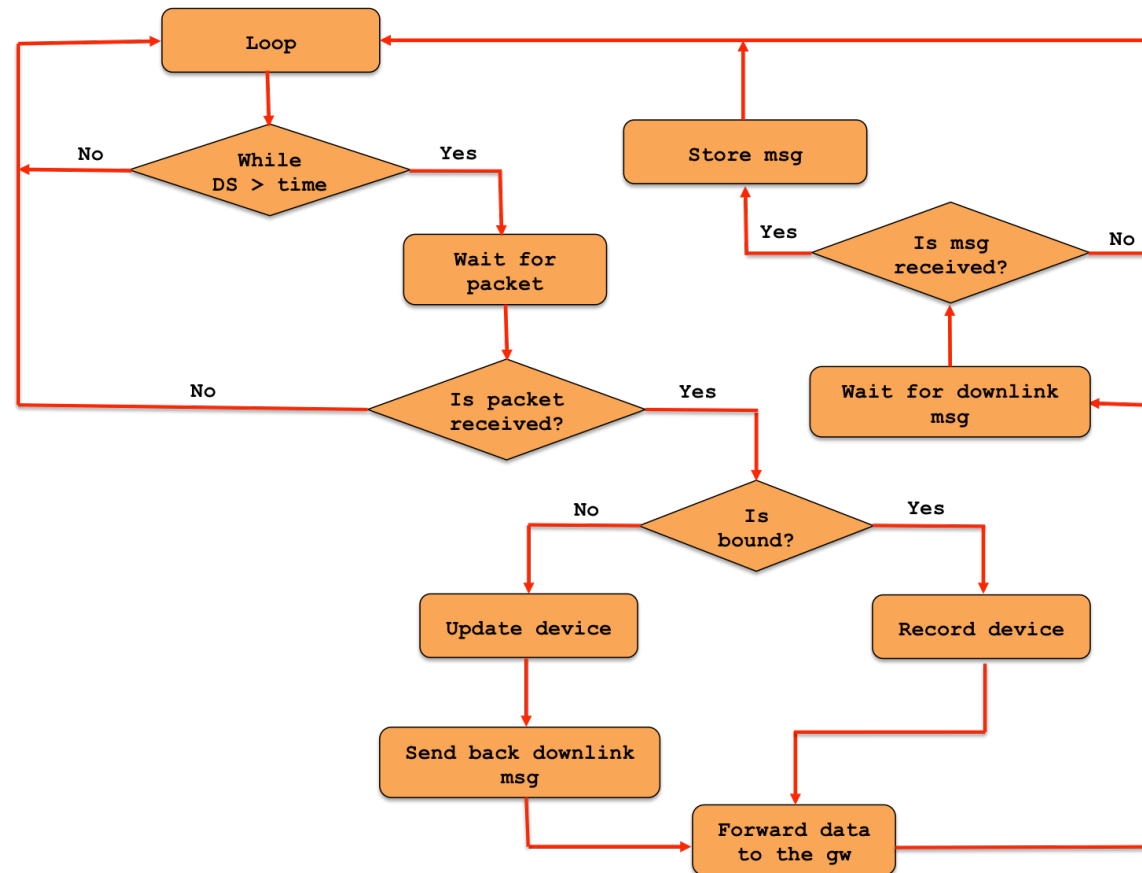 Loop
No
While
DS > time
Yes
Wait for
packet
No
Is packet
received?
Yes
Store msg
Yes
Is msg
received?
No
Wait for downlink
msg
No
Is
bound?
Yes
Update device
Record device
Send back downlink
msg
Forward data
to the gw